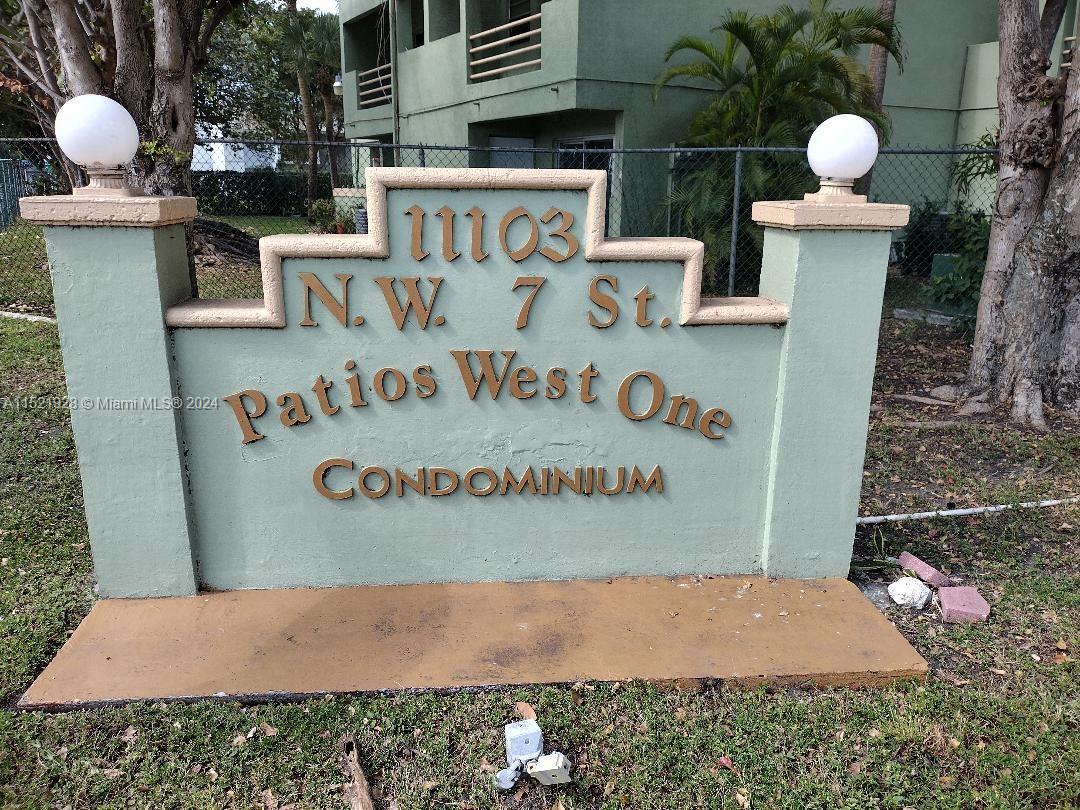 11103
N.W. 7 St.
Patios West One
CONDOMINIUM
A11521928 © Miami MLS® 2024